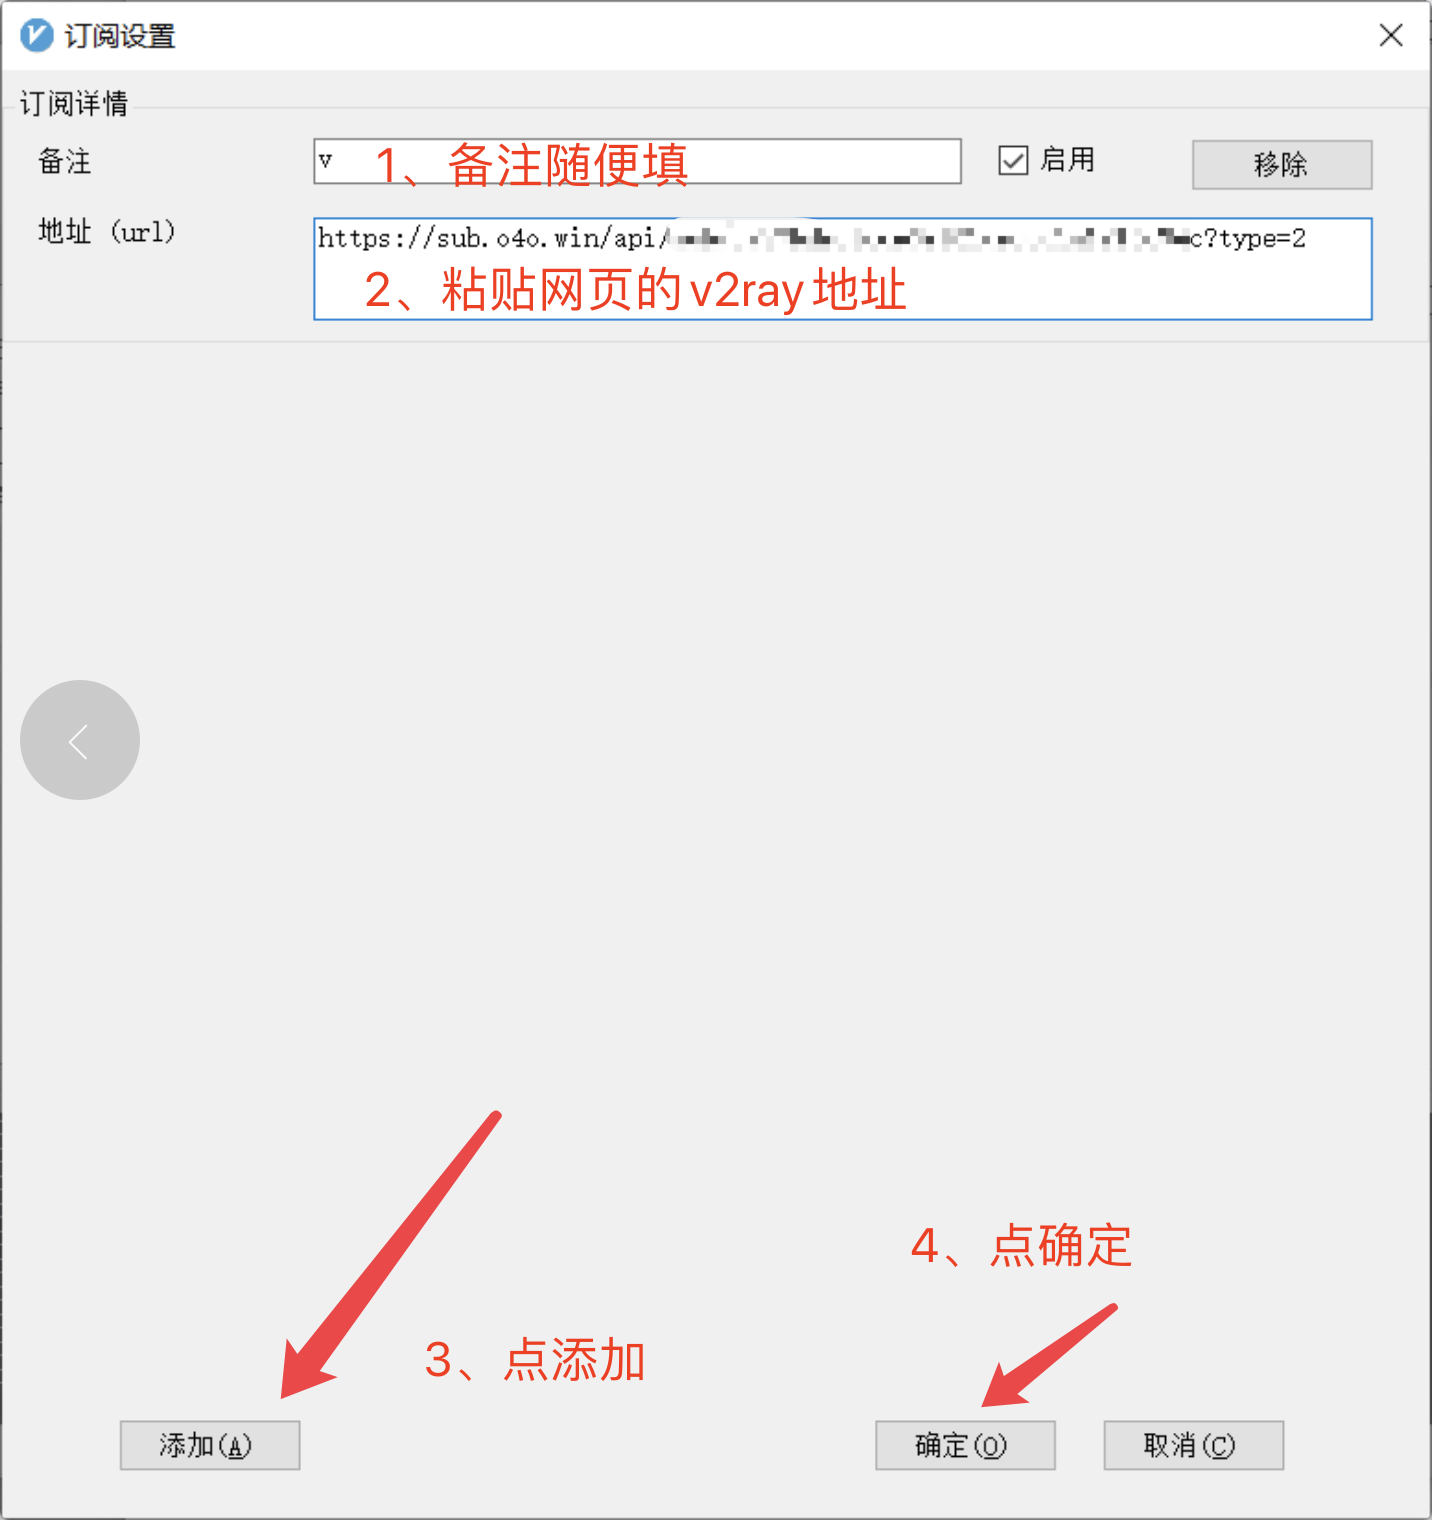 订阅设置
订阅详情
备注
v
1、备注随便填
启用
移除
地址（url）
https://sub.o4o.win/api/
c?type=2
2、粘贴网页的v2ray地址
4、点确定
3、点添加
添加(A)
确定(O)
取消(C)